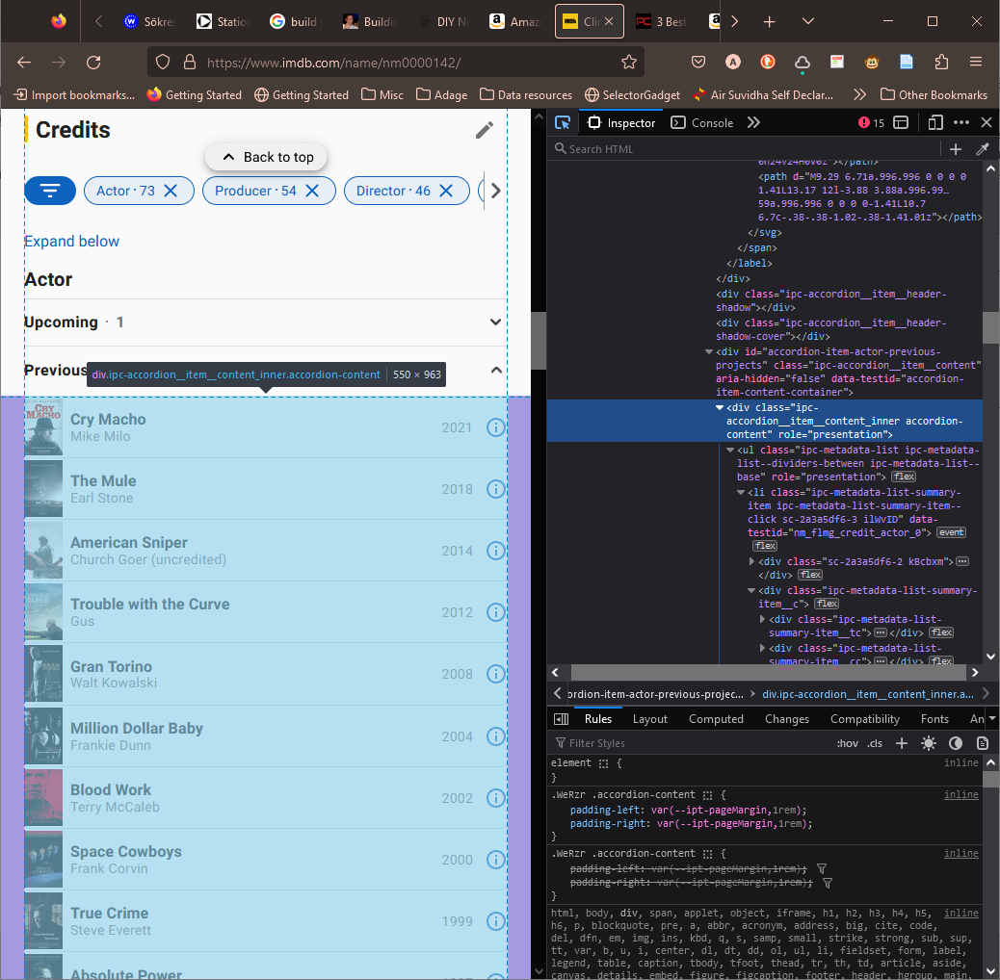 Sökres
Station
build
Buildi
DIY N
Amaz
Clin
3 Best
https://www.imdb.com/name/nm0000142/
Import bookmarks...
Getting Started
Getting Started
Misc
Adage
Data resources
SelectorGadget
Air Suvidha Self Declar...
Other Bookmarks
Credits
Back to top
Actor · 73
Producer · 54
Director · 46
Expand below
Actor
Upcoming · 1
Previous
div.ipc-accordion__item__content_inner.accordion-content 550 × 963
CRY MACHO
Cry Macho
Mike Milo
2021
The Mule
Earl Stone
2018
American Sniper
Church Goer (uncredited)
2014
Trouble with the Curve
Gus
2012
Gran Torino
Walt Kowalski
2008
Million Dollar Baby
Frankie Dunn
2004
Blood Work
Terry McCaleb
2002
Space Cowboys
Frank Corvin
2000
True Crime
Steve Everett
1999
Absolute Power
Inspector
Console
15
Search HTML
0h24v24H0V0z"></path>
<path d="M9.29 6.71a.996.996 0 0 0 0
1.41L13.17 12l-3.88 3.88a.996.99…
59a.996.996 0 0 0 0-1.41L10.7
6.7c-.38-.38-1.02-.38-1.41.01z"></path>
</svg>
</span>
</label>
</div>
<div class="ipc-accordion__item__header-
shadow"></div>
<div class="ipc-accordion__item__header-
shadow-cover"></div>
<div id="accordion-item-actor-previous-
projects" class="ipc-accordion__item__content"
aria-hidden="false" data-testid="accordion-
item-content-container">
<div class="ipc-
accordion__item__content_inner accordion-
content" role="presentation">
<ul class="ipc-metadata-list ipc-metadata-
list--dividers-between ipc-metadata-list--
base" role="presentation"> flex
<li class="ipc-metadata-list-summary-
item ipc-metadata-list-summary-item--
click sc-2a3a5df6-3 ilWvID" data-
testid="nm_flmg_credit_actor_0"> event
flex
<div class="sc-2a3a5df6-2 kBcbxm">
</div> flex
<div class="ipc-metadata-list-summary-
item__c"> flex
<div class="ipc-metadata-list-
summary-item__tc"> </div> flex
<div class="ipc-metadata-list-
summary-item__cc"> </div> flex
ordion-item-actor-previous-projec...
div.ipc-accordion__item__content_inner.a...
Rules
Layout
Computed
Changes
Compatibility
Fonts
An
Filter Styles
:hov .cls
element { inline
}
.WeRzr .accordion-content { inline
padding-left: var(--ipt-pageMargin,1rem);
padding-right: var(--ipt-pageMargin,1rem);
}
.WeRzr .accordion-content { inline
padding-left: var(--ipt-pageMargin,1rem);
padding-right: var(--ipt-pageMargin,1rem);
}
html, body, div, span, applet, object, iframe, h1, h2, h3, h4, h5, inline
h6, p, blockquote, pre, a, abbr, acronym, address, big, cite, code,
del, dfn, em, img, ins, kbd, q, s, samp, small, strike, strong, sub, sup,
tt, var, b, u, i, center, dl, dt, dd, ol, ul, li, fieldset, form, label,
legend, table, caption, tbody, tfoot, thead, tr, th, td, article, aside,
canvas, details, embed, figure, figcaption, footer, header, hgroup, main,